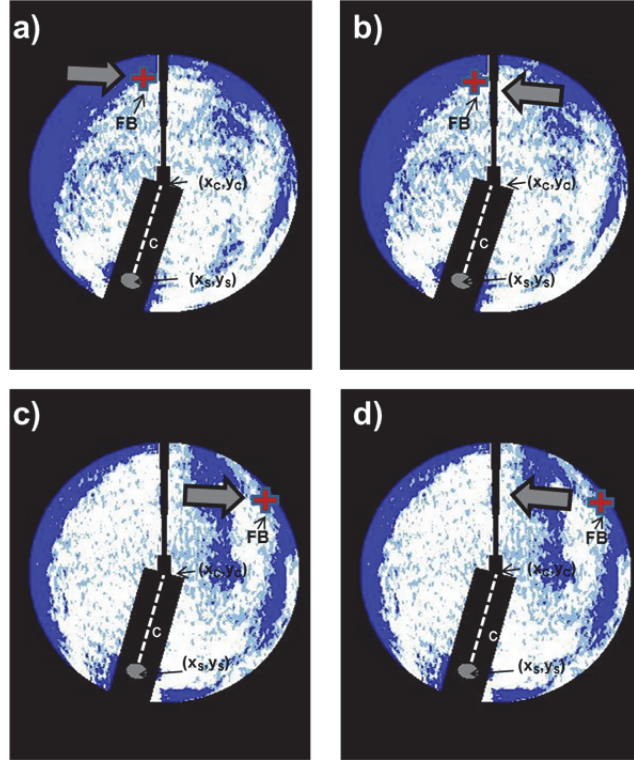 a)
FB
(xC,yC)
C
(xS,yS)
b)
FB
(xC,yC)
C
(xS,yS)
c)
FB
(xC,yC)
C
(xS,yS)
d)
FB
(xC,yC)
C
(xS,yS)